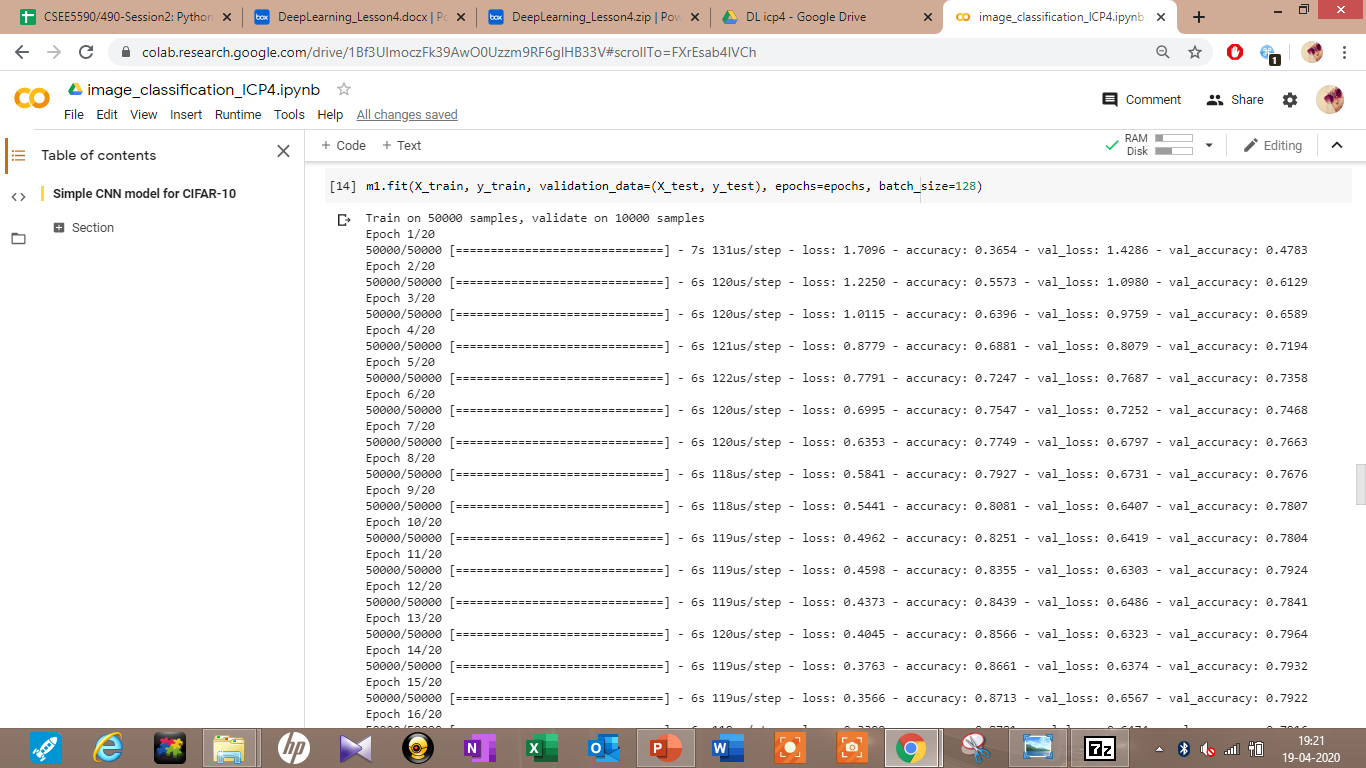 CSEE5590/490-Session2: Python
DeepLearning_Lesson4.docx | Po
DeepLearning_Lesson4.zip | Pow
DL icp4 - Google Drive
image_classification_ICP4.ipynb
colab.research.google.com/drive/
1
image_classification_ICP4.ipynb
File Edit View Insert Runtime Tools Help All changes saved
Comment
Share
Table of contents
Simple CNN model for CIFAR-10
Section
+ Code + Text
RAM
Disk
Editing
[14] m1.fit(X_train, y_train, validation_data=(X_test, y_test), epochs=epochs, batch_size=128)
Train on 50000 samples, validate on 10000 samples
Epoch 1/20
50000/50000 [==============================] - 7s 131us/step - loss: 1.7096 - accuracy: 0.3654 - val_loss: 1.4286 - val_accuracy: 0.4783
Epoch 2/20
50000/50000 [==============================] - 6s 120us/step - loss: 1.2250 - accuracy: 0.5573 - val_loss: 1.0980 - val_accuracy: 0.6129
Epoch 3/20
50000/50000 [==============================] - 6s 120us/step - loss: 1.0115 - accuracy: 0.6396 - val_loss: 0.9759 - val_accuracy: 0.6589
Epoch 4/20
50000/50000 [==============================] - 6s 121us/step - loss: 0.8779 - accuracy: 0.6881 - val_loss: 0.8079 - val_accuracy: 0.7194
Epoch 5/20
50000/50000 [==============================] - 6s 122us/step - loss: 0.7791 - accuracy: 0.7247 - val_loss: 0.7687 - val_accuracy: 0.7358
Epoch 6/20
50000/50000 [==============================] - 6s 120us/step - loss: 0.6995 - accuracy: 0.7547 - val_loss: 0.7252 - val_accuracy: 0.7468
Epoch 7/20
50000/50000 [==============================] - 6s 120us/step - loss: 0.6353 - accuracy: 0.7749 - val_loss: 0.6797 - val_accuracy: 0.7663
Epoch 8/20
50000/50000 [==============================] - 6s 118us/step - loss: 0.5841 - accuracy: 0.7927 - val_loss: 0.6731 - val_accuracy: 0.7676
Epoch 9/20
50000/50000 [==============================] - 6s 118us/step - loss: 0.5441 - accuracy: 0.8081 - val_loss: 0.6407 - val_accuracy: 0.7807
Epoch 10/20
50000/50000 [==============================] - 6s 119us/step - loss: 0.4962 - accuracy: 0.8251 - val_loss: 0.6419 - val_accuracy: 0.7804
Epoch 11/20
50000/50000 [==============================] - 6s 119us/step - loss: 0.4598 - accuracy: 0.8355 - val_loss: 0.6303 - val_accuracy: 0.7924
Epoch 12/20
50000/50000 [==============================] - 6s 119us/step - loss: 0.4373 - accuracy: 0.8439 - val_loss: 0.6486 - val_accuracy: 0.7841
Epoch 13/20
50000/50000 [==============================] - 6s 120us/step - loss: 0.4045 - accuracy: 0.8566 - val_loss: 0.6323 - val_accuracy: 0.7964
Epoch 14/20
50000/50000 [==============================] - 6s 119us/step - loss: 0.3763 - accuracy: 0.8661 - val_loss: 0.6374 - val_accuracy: 0.7932
Epoch 15/20
50000/50000 [==============================] - 6s 119us/step - loss: 0.3566 - accuracy: 0.8713 - val_loss: 0.6567 - val_accuracy: 0.7922
Epoch 16/20
19:21
19-04-2020